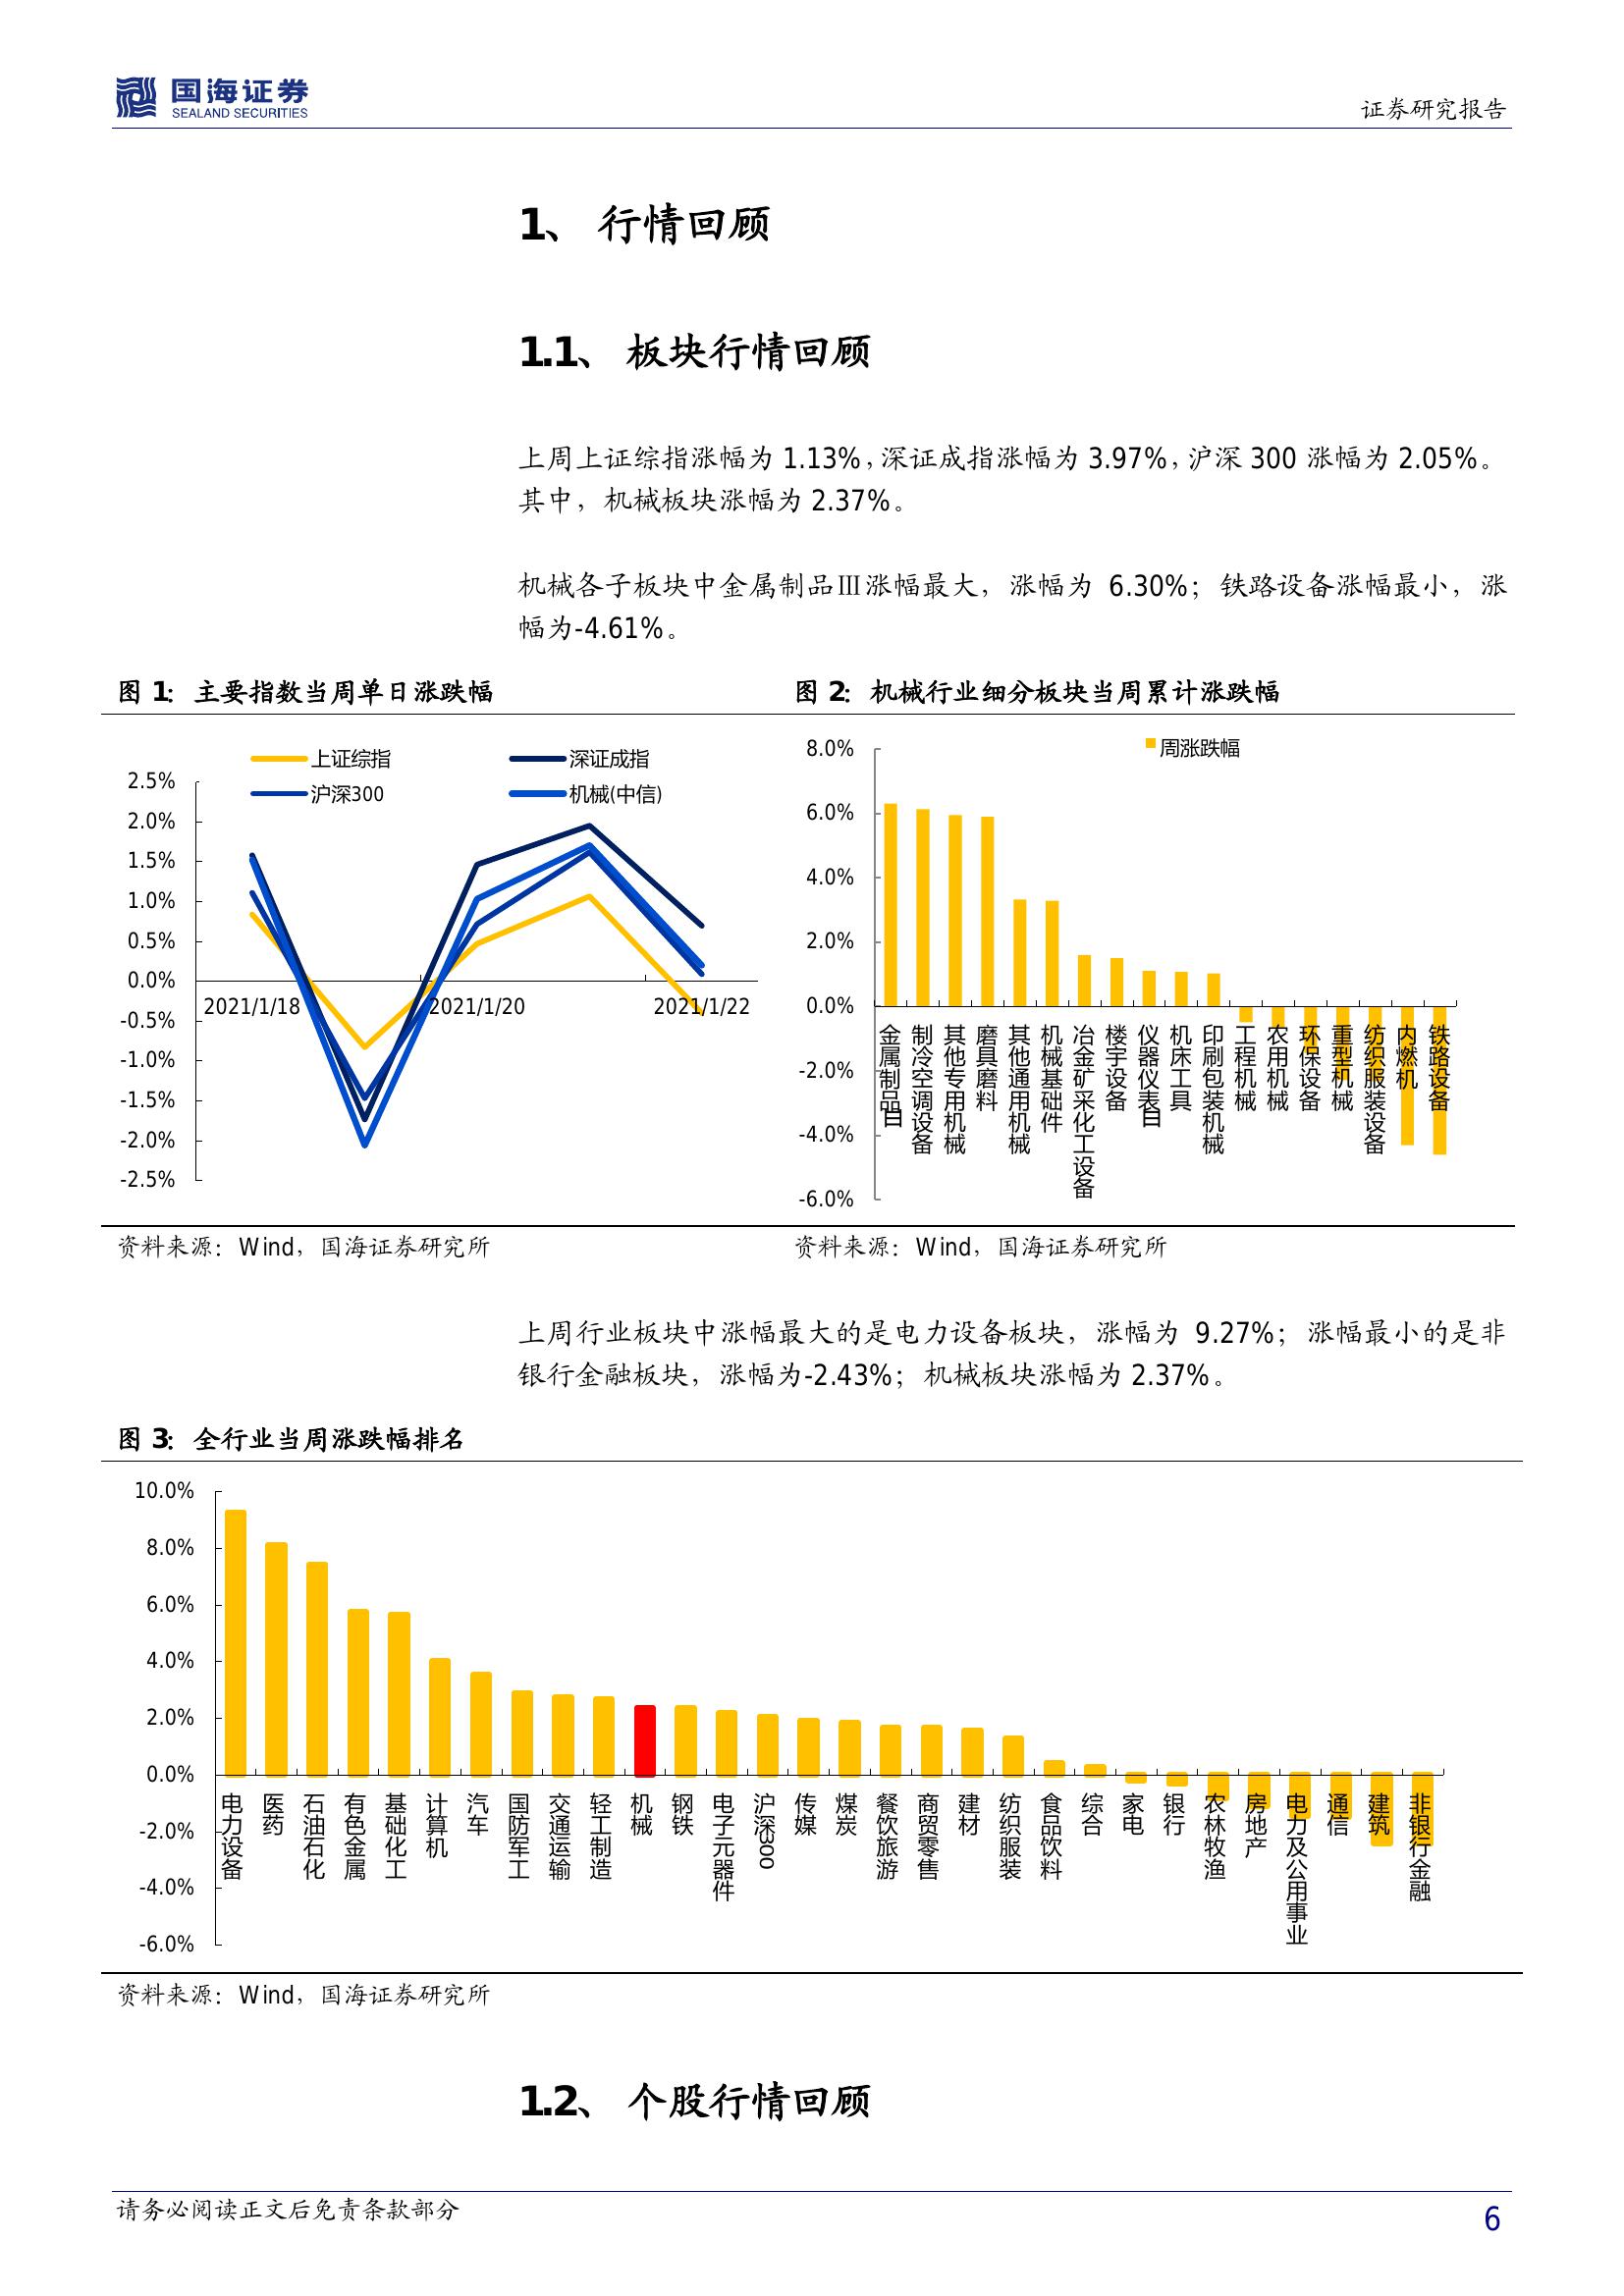 国海证券
SEALAND SECURITIES
证券研究报告
1、 行情回顾
1.1、 板块行情回顾
上周上证综指涨幅为 1.13%，深证成指涨幅为 3.97%，沪深 300 涨幅为 2.05%。
其中，机械板块涨幅为 2.37%。
机械各子板块中金属制品Ⅲ涨幅最大，涨幅为 6.30%；铁路设备涨幅最小，涨
幅为-4.61%。
图 1：主要指数当周单日涨跌幅
上证综指
深证成指
沪深300
机械(中信)
2.5%
2.0%
1.5%
1.0%
0.5%
0.0%
-0.5%
-1.0%
-1.5%
-2.0%
-2.5%
2021/1/18
2021/1/20
2021/1/22
资料来源：Wind，国海证券研究所
图 2：机械行业细分板块当周累计涨跌幅
周涨跌幅
8.0%
6.0%
4.0%
2.0%
0.0%
-2.0%
-4.0%
-6.0%
金属制品Ⅲ
制冷空调设备
其他专用机械
磨具磨料
其他通用机械
机械基础件
冶金矿采化工设备
楼宇设备
仪器仪表Ⅲ
机床工具
印刷包装机械
工程机械
农用机械
环保设备
重型机械
纺织服装设备
内燃机
铁路设备
资料来源：Wind，国海证券研究所
上周行业板块中涨幅最大的是电力设备板块，涨幅为 9.27%；涨幅最小的是非
银行金融板块，涨幅为-2.43%；机械板块涨幅为 2.37%。
图 3：全行业当周涨跌幅排名
10.0%
8.0%
6.0%
4.0%
2.0%
0.0%
-2.0%
-4.0%
-6.0%
电力设备
医药
石油石化
有色金属
基础化工
计算机
汽车
国防军工
交通运输
轻工制造
机械
钢铁
电子元器件
沪深300
传媒
煤炭
餐饮旅游
商贸零售
建材
纺织服装
食品饮料
综合
家电
银行
农林牧渔
房地产
电力及公用事业
通信
建筑
非银行金融
资料来源：Wind，国海证券研究所
1.2、 个股行情回顾
请务必阅读正文后免责条款部分
6